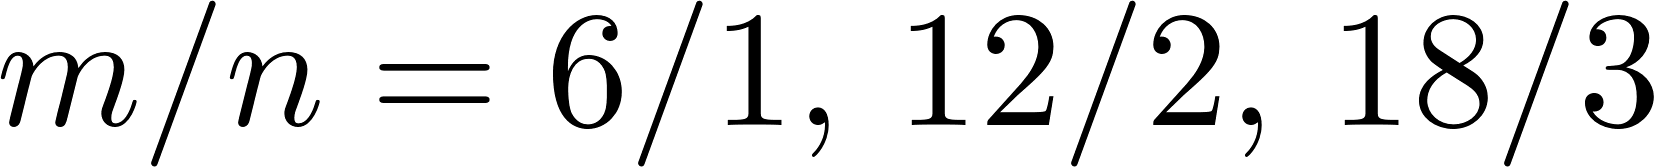 m/n = 6/1, 12/2, 18/3